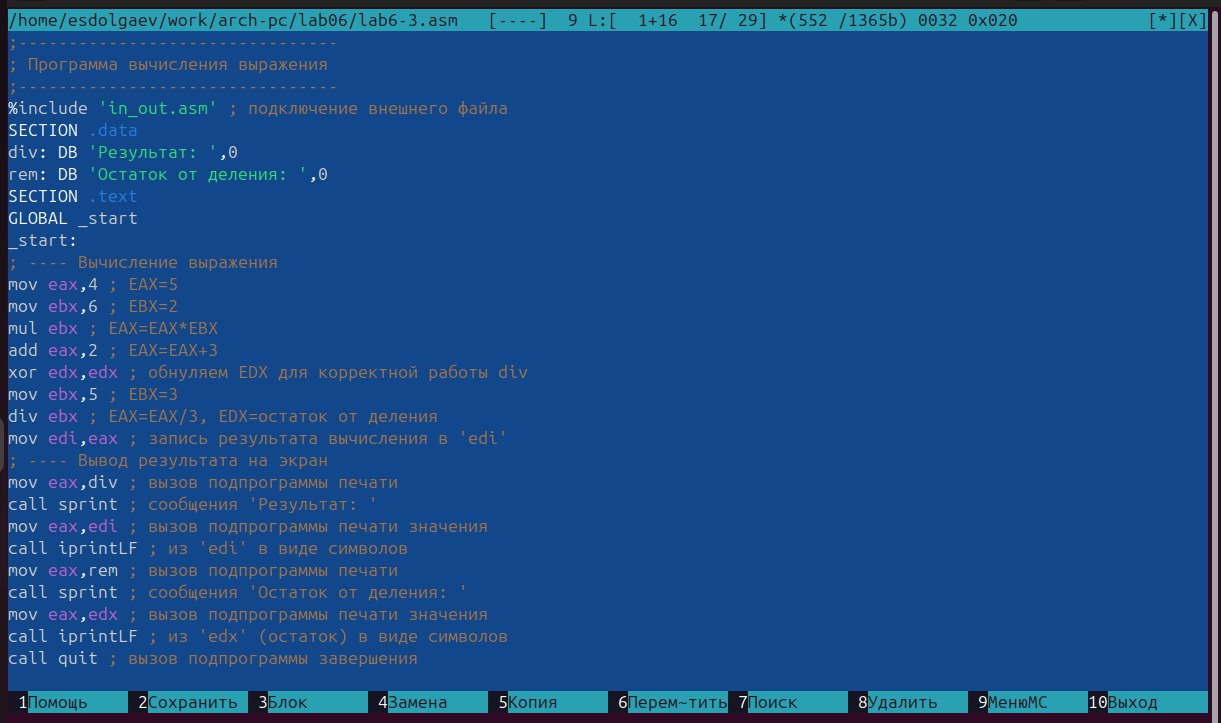 /home/esdolgaev/work/arch-pc/lab06/lab6-3.asm   [----]  9 L:[  1+16  17/ 29] *(552 /1365b) 0032 0x020             [*][X]
;--------------------------------
; Программа вычисления выражения
;--------------------------------
%include 'in_out.asm' ; подключение внешнего файла
SECTION .data
div: DB 'Результат: ',0
rem: DB 'Остаток от деления: ',0
SECTION .text
GLOBAL _start
_start:
; ---- Вычисление выражения
mov eax,4 ; EAX=5
mov ebx,6 ; EBX=2
mul ebx ; EAX=EAX*EBX
add eax,2 ; EAX=EAX+3
xor edx,edx ; обнуляем EDX для корректной работы div
mov ebx,5 ; EBX=3
div ebx ; EAX=EAX/3, EDX=остаток от деления
mov edi,eax ; запись результата вычисления в 'edi'
; ---- Вывод результата на экран
mov eax,div ; вызов подпрограммы печати
call sprint ; сообщения 'Результат: '
mov eax,edi ; вызов подпрограммы печати значения
call iprintLF ; из 'edi' в виде символов
mov eax,rem ; вызов подпрограммы печати
call sprint ; сообщения 'Остаток от деления: '
mov eax,edx ; вызов подпрограммы печати значения
call iprintLF ; из 'edx' (остаток) в виде символов
call quit ; вызов подпрограммы завершения
1Помощь 2Сохранить 3Блок 4Замена 5Копия 6Перем~тить 7Поиск 8Удалить 9МенюMC 10Выход